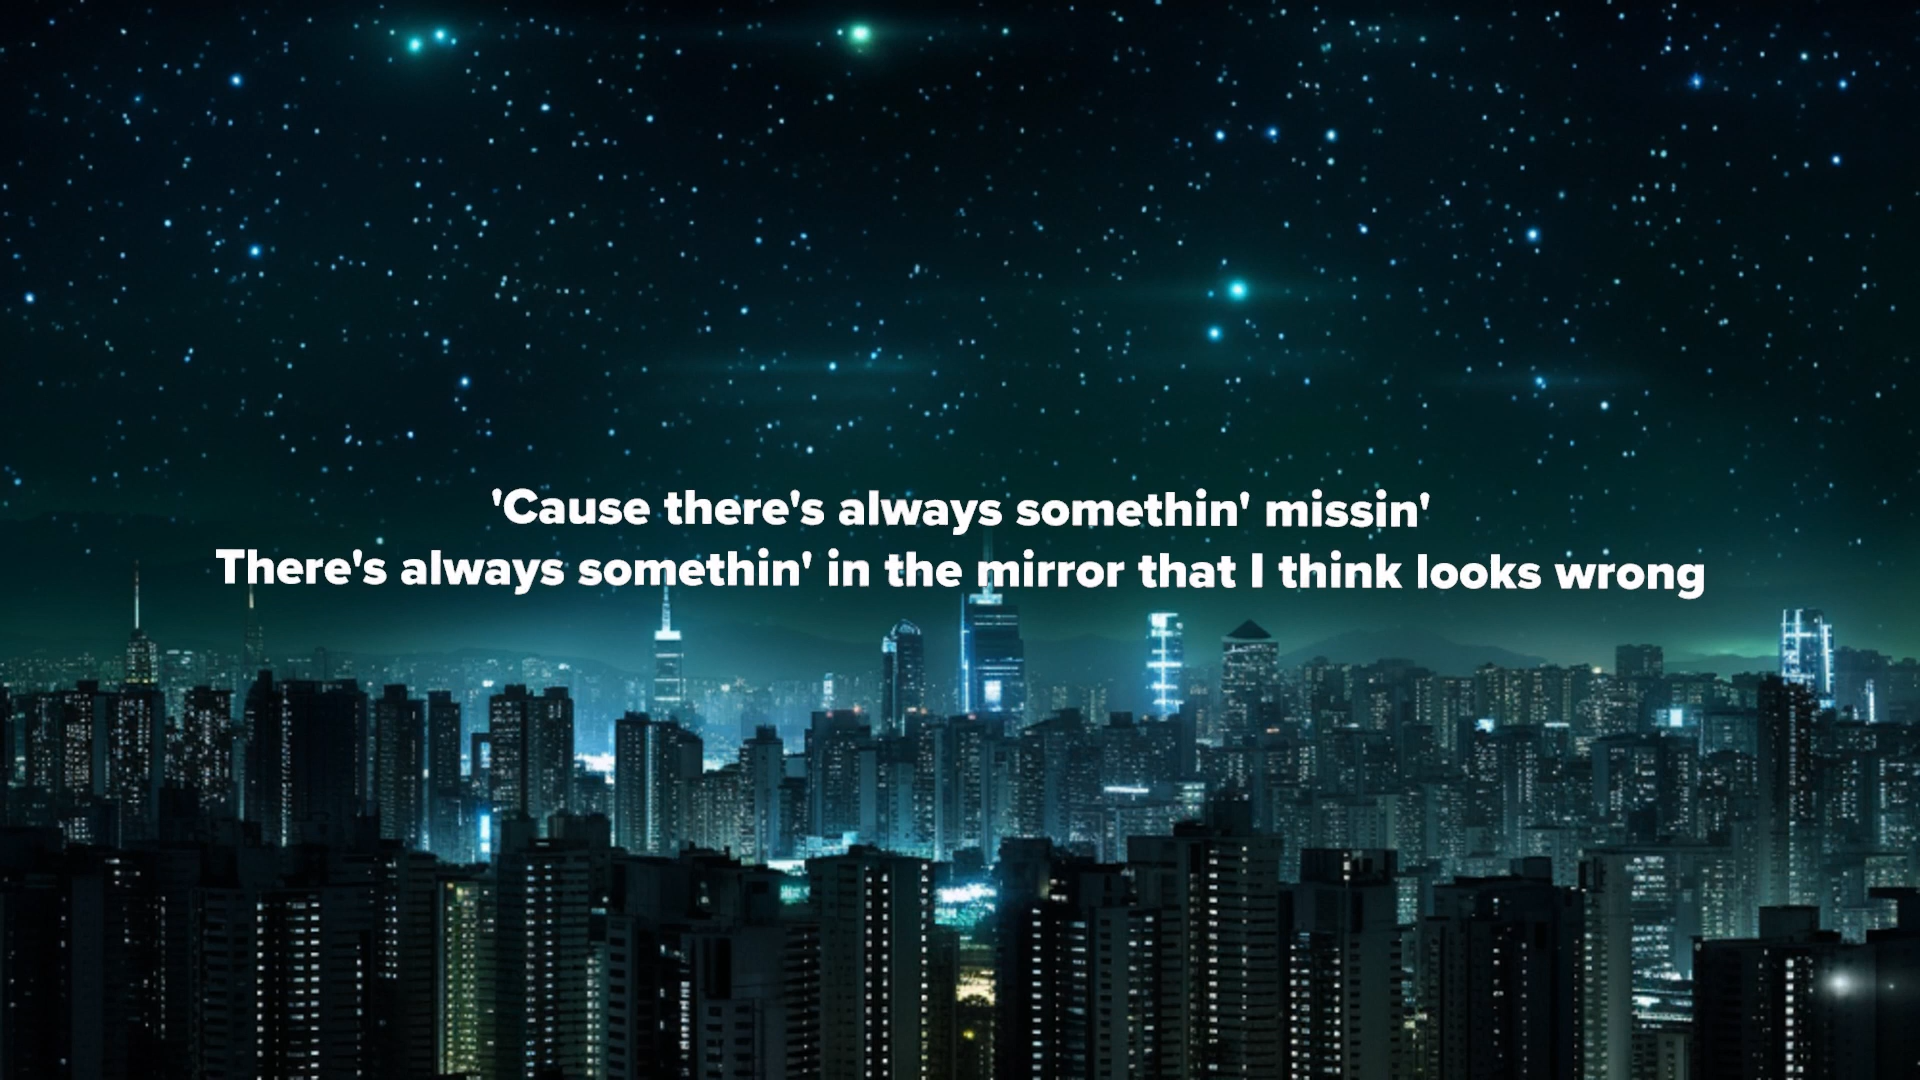 'Cause there's always somethin' missin'
There's always somethin' in the mirror that I think looks wrong